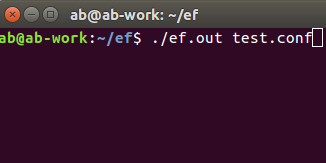 ab@ab-work: ~/ef
ab@ab-work:~/ef$ ./ef.out test.conf